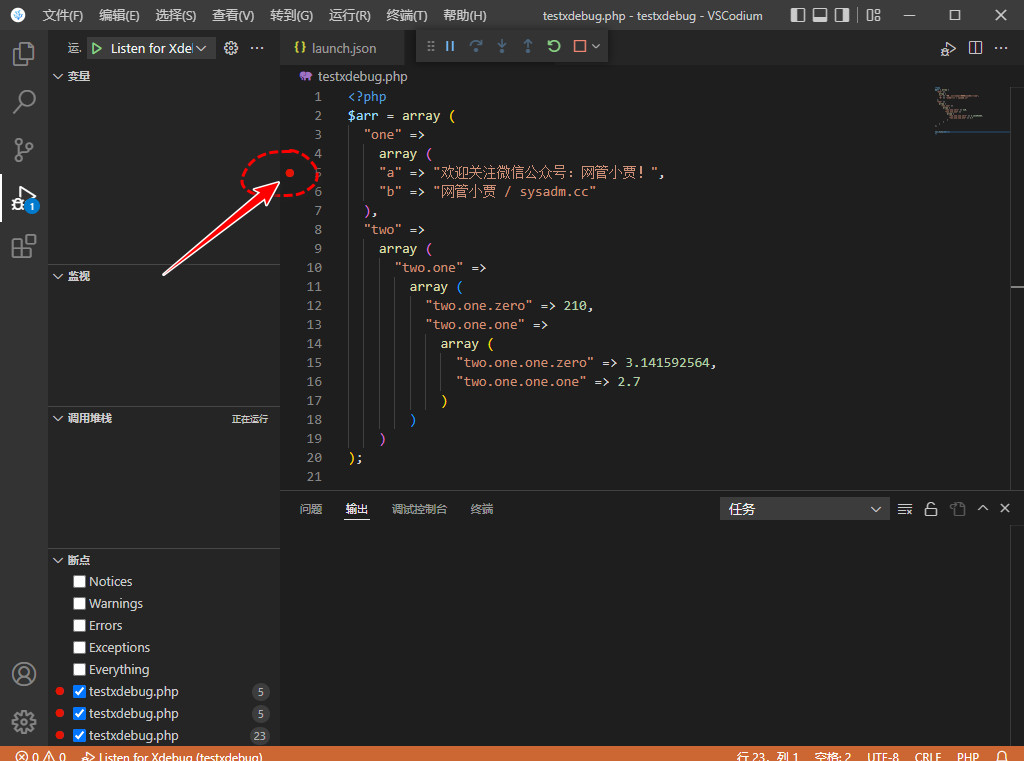 文件(F) 编辑(E) 选择(S) 查看(V) 转到(G) 运行(R) 终端(T) 帮助(H) testxdebug.php - testxdebug - VSCodium
运. Listen for Xdel
变量
监视
调用堆栈 正在运行
断点
Notices
Warnings
Errors
Exceptions
Everything
testxdebug.php 5
testxdebug.php 5
testxdebug.php 23
1
{} launch.json
testxdebug.php
1 <?php
2 $arr = array (
3 "one" =>
4 array (
5 "a" => "欢迎关注微信公众号：网管小贾！",
6 "b" => "网管小贾 / sysadm.cc"
7 ),
8 "two" =>
9 array (
10 "two.one" =>
11 array (
12 "two.one.zero" => 210,
13 "two.one.one" =>
14 array (
15 "two.one.one.zero" => 3.141592564,
16 "two.one.one.one" => 2.7
17 )
18 )
19 )
20 );
21
问题 输出 调试控制台 终端 任务
0 0 Listen for Xdebug (testxdebug) 行 23，列 1 空格: 2 UTF-8 CRLF PHP